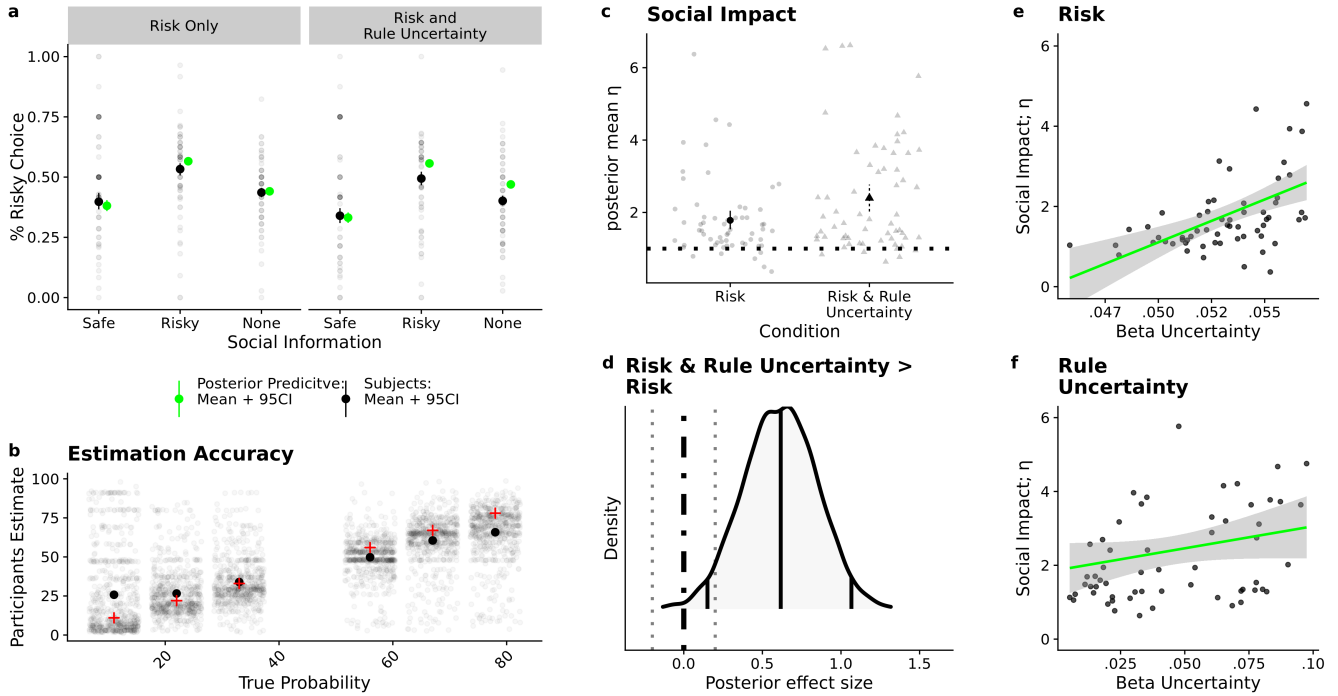 a
Risk Only
Risk and
Rule Uncertainty
% Risky Choice
1.00
0.75
0.50
0.25
0.00
Safe
Risky
None
Safe
Risky
None
Social Information
Posterior Predicitve:
Mean + 95CI
Subjects:
Mean + 95CI
b
Estimation Accuracy
Participants Estimate
100
75
50
25
0
20
40
60
80
True Probability
c
Social Impact
posterior mean η
6
4
2
Risk
Risk & Rule
Uncertainty
Condition
d
Risk & Rule Uncertainty >
Risk
Density
0.0
0.5
1.0
1.5
Posterior effect size
e
Risk
Social Impact; η
6
4
2
0
.047
.050
.052
.055
Beta Uncertainty
f
Rule
Uncertainty
Social Impact; η
6
4
2
0
.025
.050
.075
.10
Beta Uncertainty